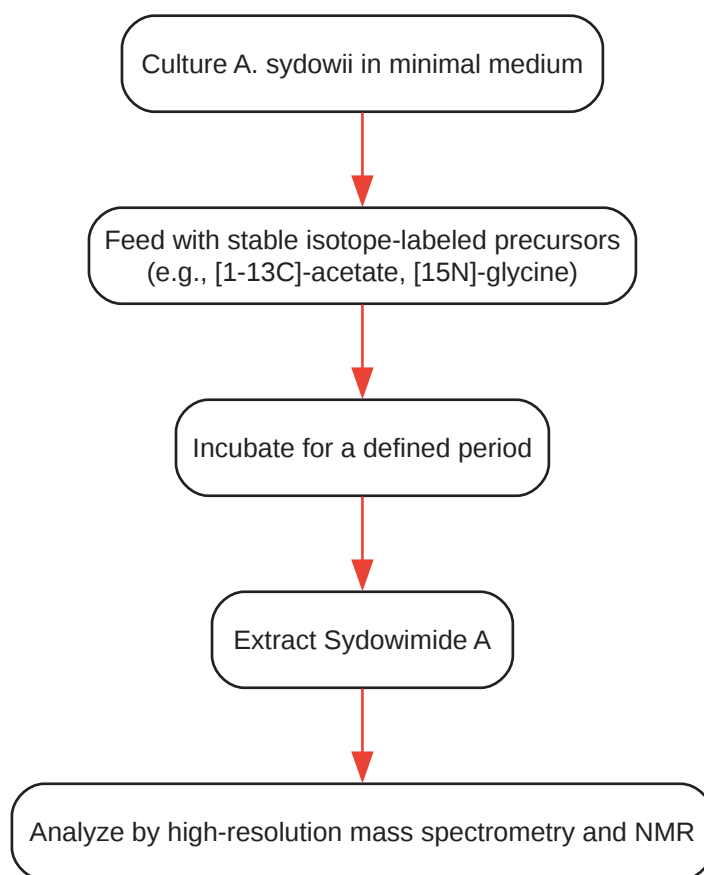 Culture A. sydowii in minimal medium
Feed with stable isotope-labeled precursors
(e.g., [1-13C]-acetate, [15N]-glycine)
Incubate for a defined period
Extract Sydowimide A
Analyze by high-resolution mass spectrometry and NMR